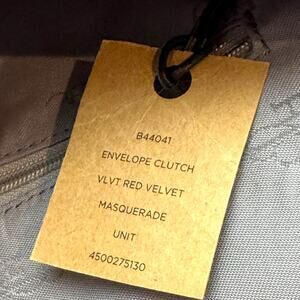 B44041
ENVELOPE CLUTCH
VLVT RED VELVET
MASQUERADE
UNIT
4500275130